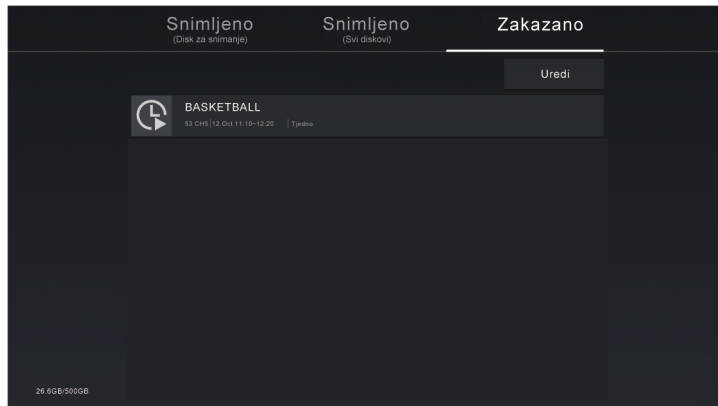 Snimljeno Snimljeno Zakazano
(Disk za snimanje) (Svi diskovi)
Uredi
BASKETBALL
53 CH5 | 12.Oct 11:10~12:20 | Tjedno
26.6GB/500GB